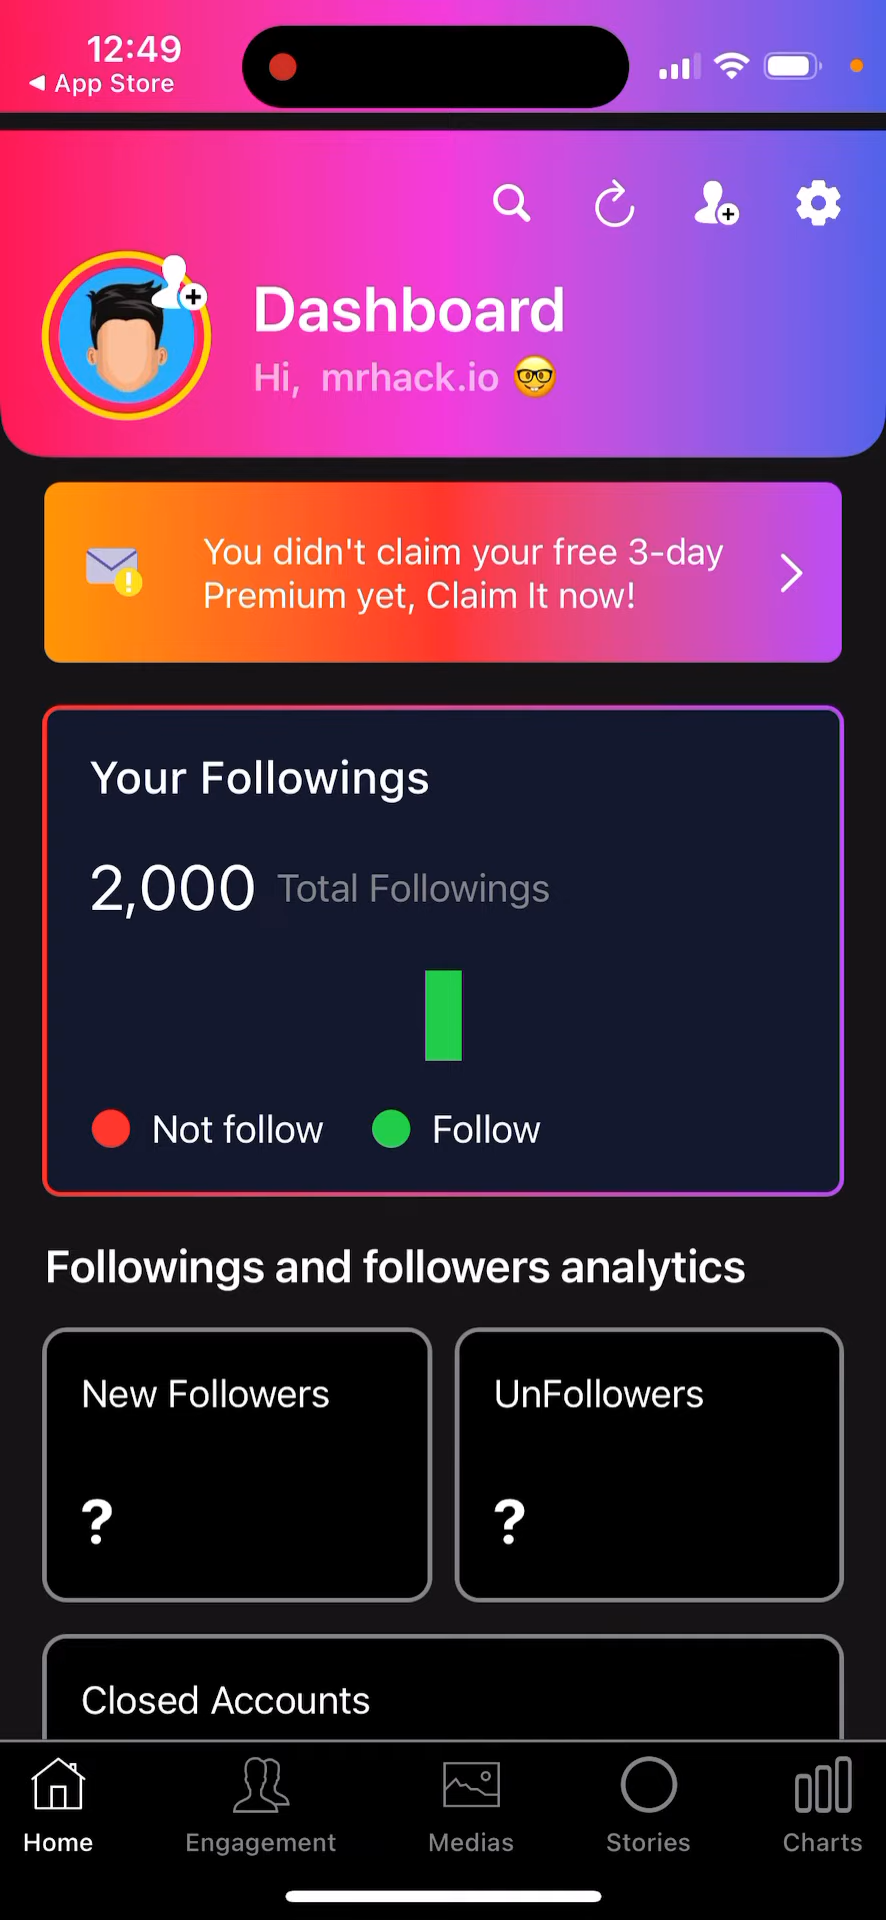 12:49
◀ App Store
Dashboard
Hi, mrhack.io 🤓
You didn't claim your free 3-day
Premium yet, Claim It now!
Your Followings
2,000 Total Followings
Not follow Follow
Followings and followers analytics
New Followers UnFollowers
? ?
Closed Accounts
Home Engagement Medias Stories Charts